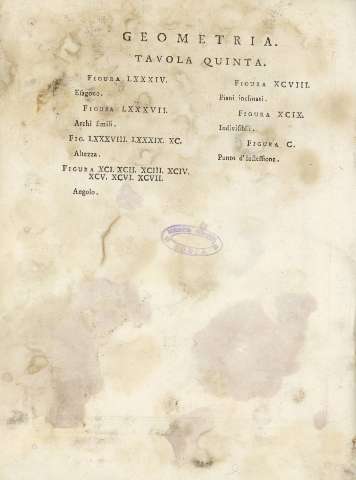 GEOMETRIA.
TAVOLA QUINTA.
FIGURA LXXXIV.
Esagono.
FIGURA LXXXVII.
Archi simili.
FIG. LXXXVIII. LXXXIX. XC.
Altezza.
FIGURA XCI. XCII. XCIII. XCIV.
XCV. XCVI. XCVII.
Angolo.
FIGURA XCVIII.
Piani inclinati.
FIGURA XCIX.
Indivisibili.
FIGURA C.
Punto d'inflessione.